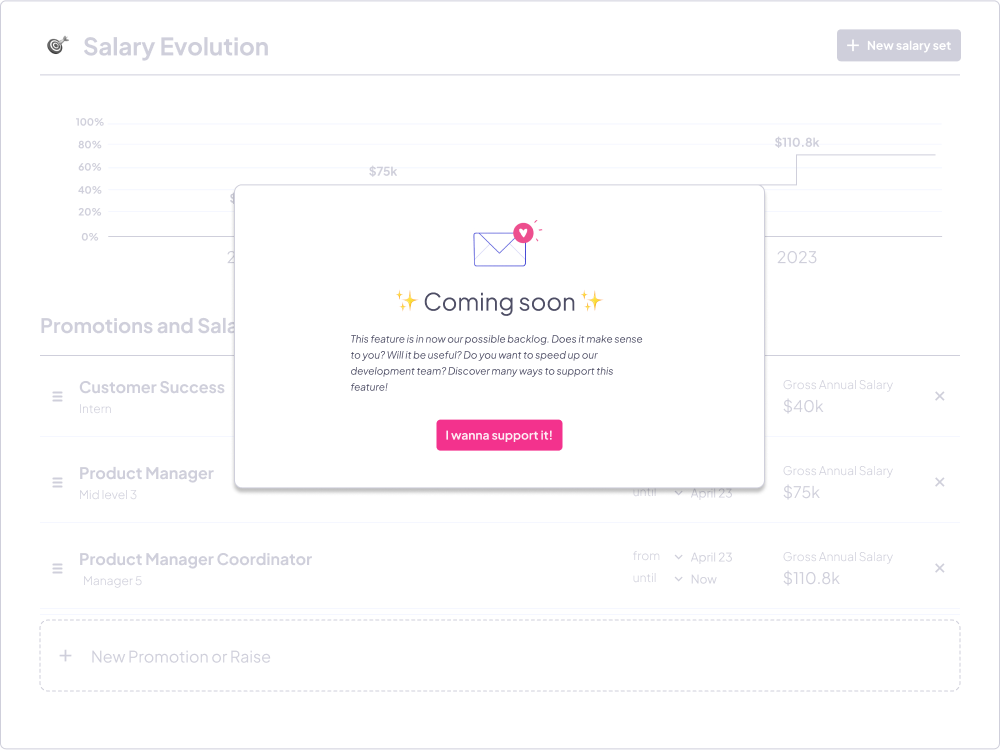 Salary Evolution
+ New salary set
100%
80%
60%
40%
20%
0%
$75k
$110.8k
2023
✨ Coming soon ✨
This feature is in now our possible backlog. Does it make sense
to you? Will it be useful? Do you want to speed up our
development team? Discover many ways to support this
feature!
I wanna support it!
Promotions and
Customer Success
Intern
Gross Annual Salary
$40k
Product Manager
Mid level 3
until April 23
Gross Annual Salary
$75k
Product Manager Coordinator
Manager 5
from April 23
until Now
Gross Annual Salary
$110.8k
+ New Promotion or Raise